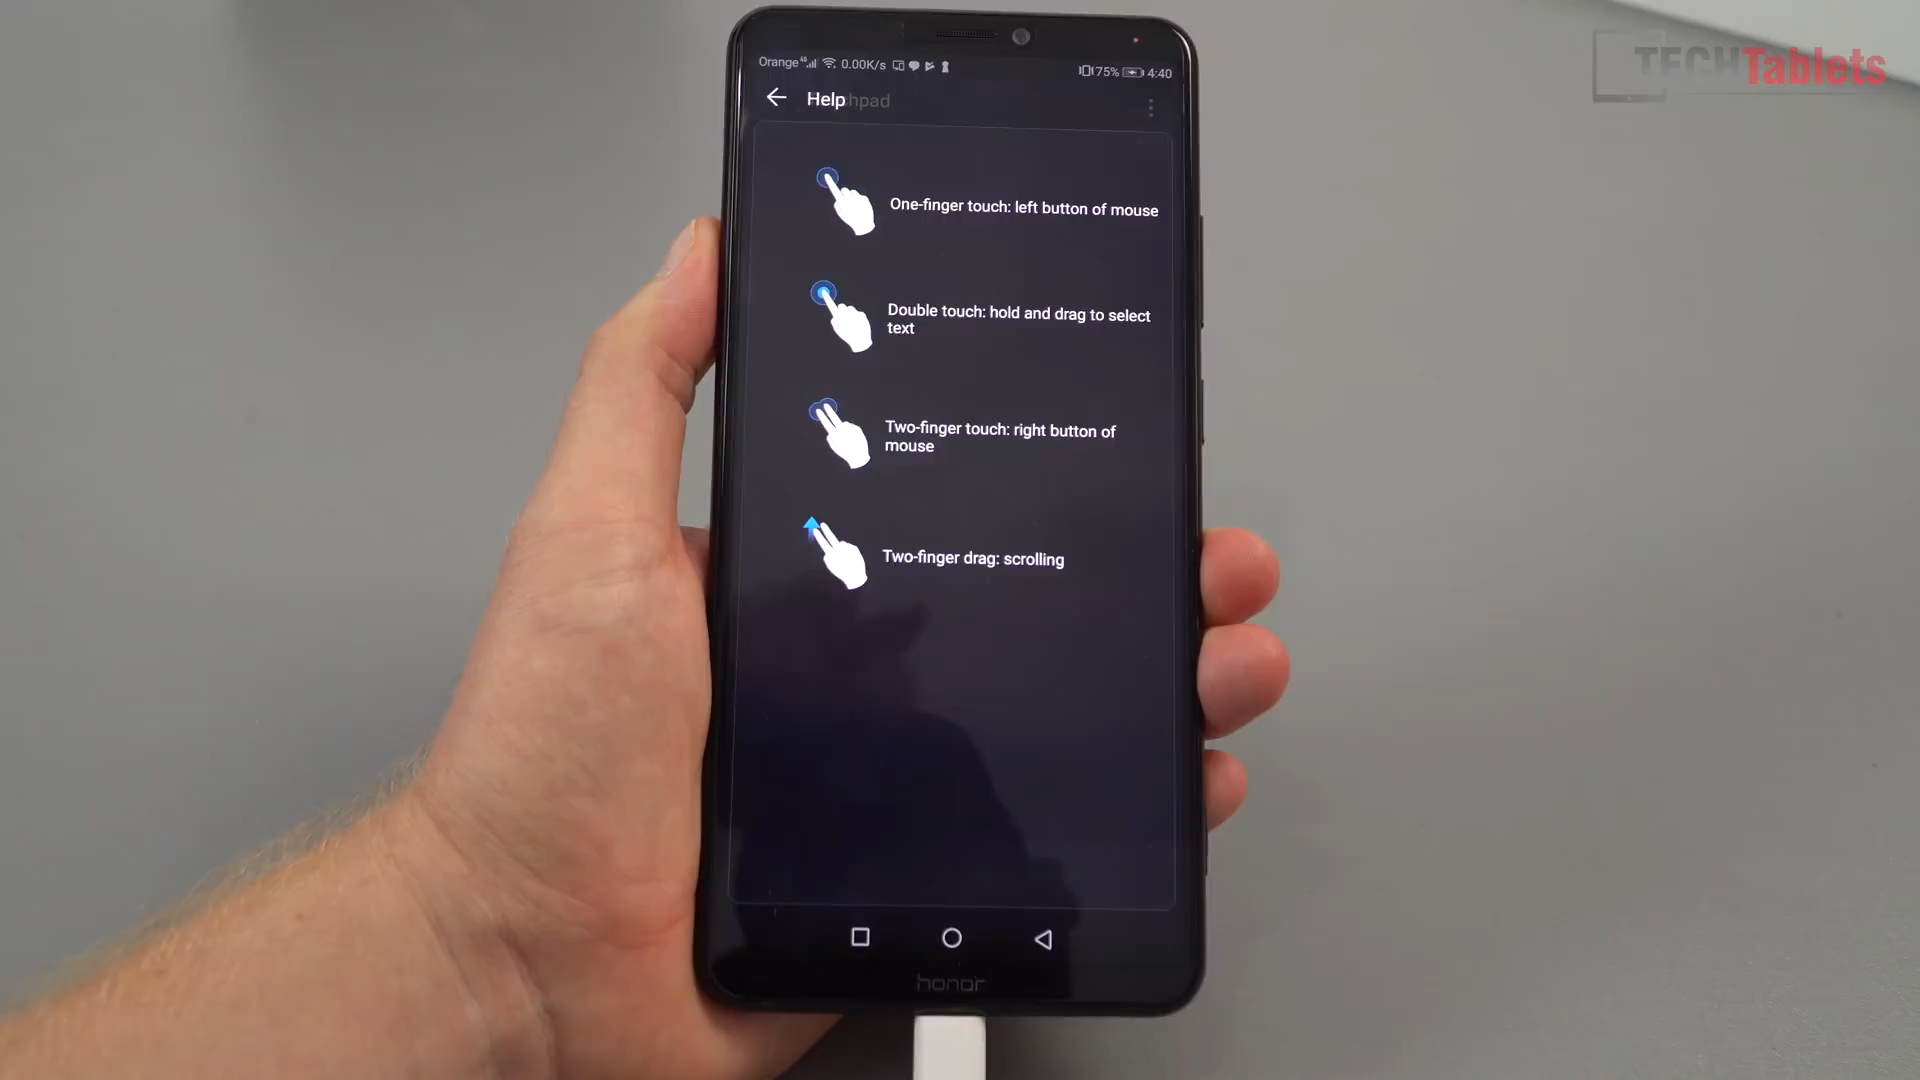 TECHTablets
Orange 4G 0.00K/s 75% 4:40
Help hpad
One-finger touch: left button of mouse
Double touch: hold and drag to select
text
Two-finger touch: right button of
mouse
Two-finger drag: scrolling
honor